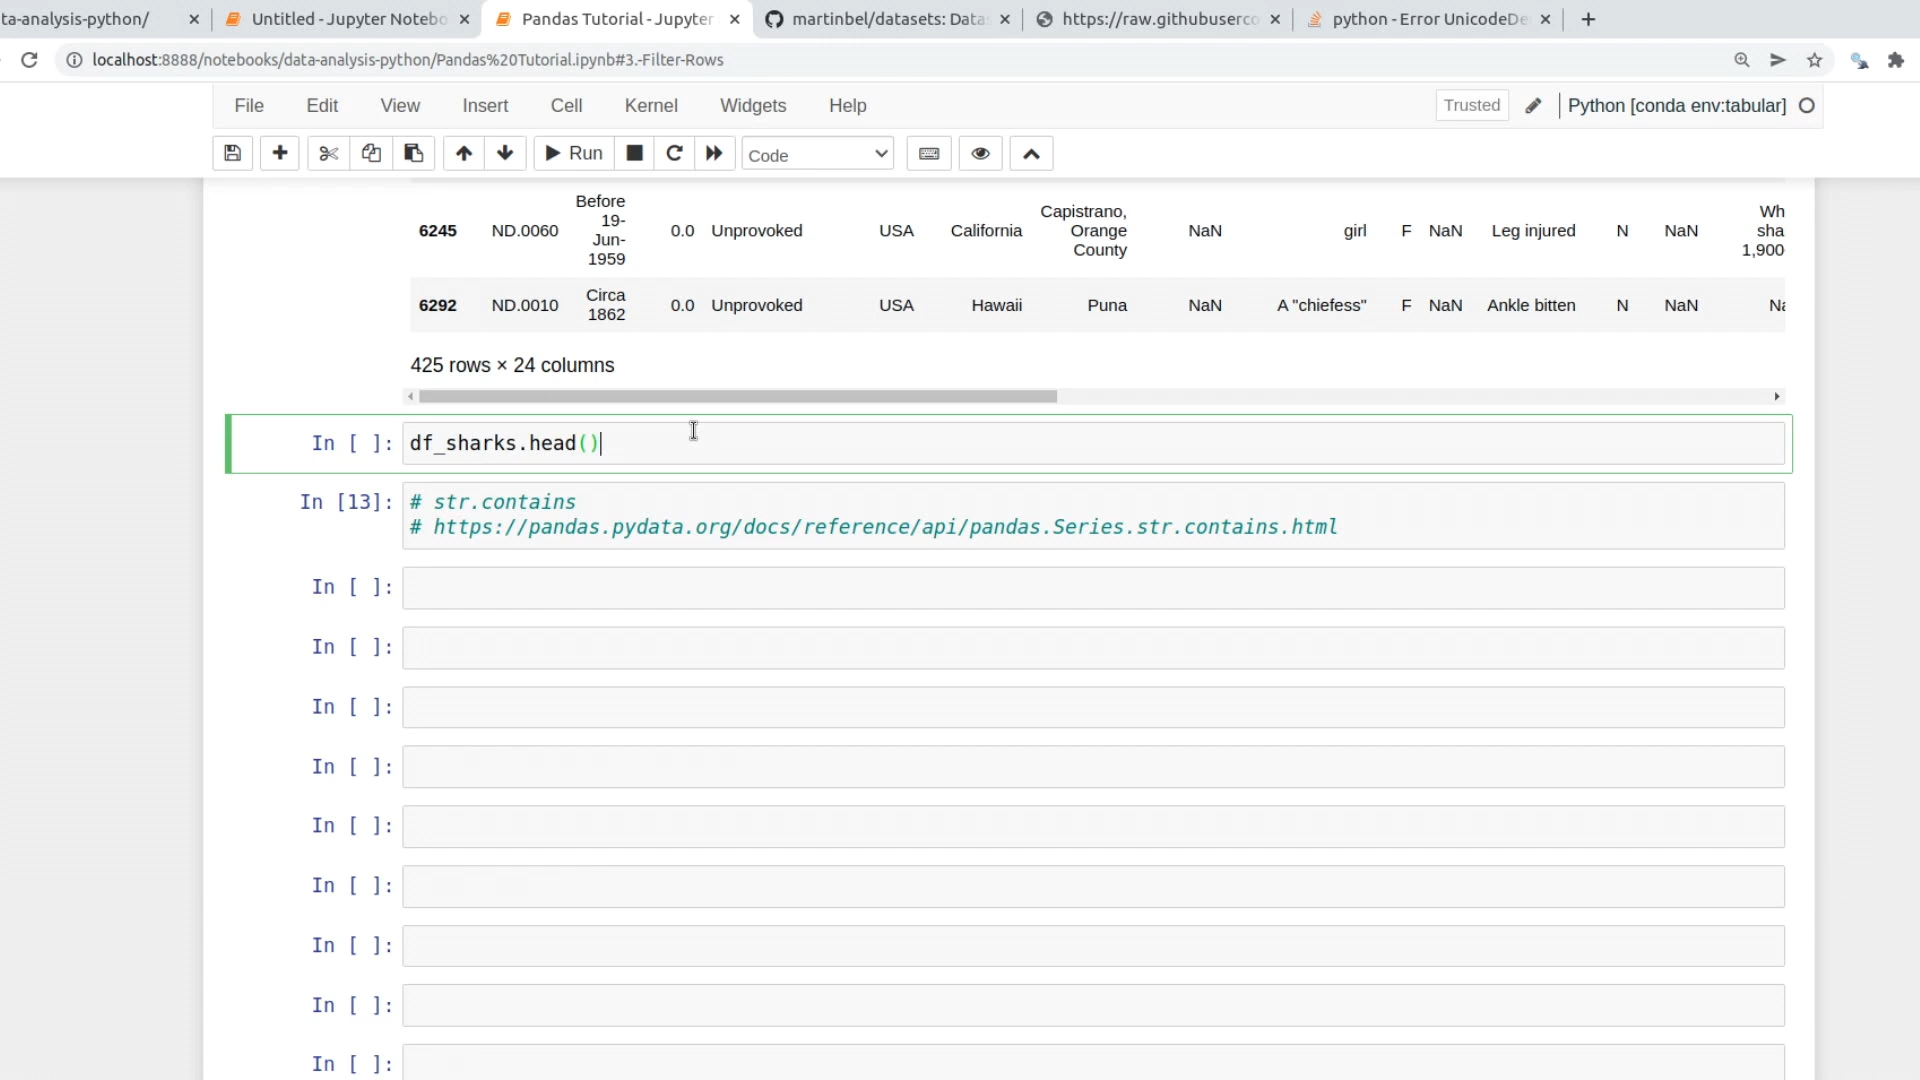 ta-analysis-python/
Untitled - Jupyter Notebo
Pandas Tutorial - Jupyter
martinbel/datasets: Datas
https://raw.githubuserco
python - Error UnicodeDe
localhost:8888/notebooks/data-analysis-python/Pandas%20Tutorial.ipynb#3.-Filter-Rows
File Edit View Insert Cell Kernel Widgets Help Trusted Python [conda env:tabular]
Run Code
6245 ND.0060 Before 19-Jun-1959 0.0 Unprovoked USA California Capistrano, Orange County NaN girl F NaN Leg injured N NaN Wh sha 1,900
6292 ND.0010 Circa 1862 0.0 Unprovoked USA Hawaii Puna NaN A "chiefess" F NaN Ankle bitten N NaN Na
425 rows × 24 columns
In [ ]: df_sharks.head()
In [13]: # str.contains
# https://pandas.pydata.org/docs/reference/api/pandas.Series.str.contains.html
In [ ]:
In [ ]:
In [ ]:
In [ ]:
In [ ]:
In [ ]:
In [ ]:
In [ ]:
In [ ]: